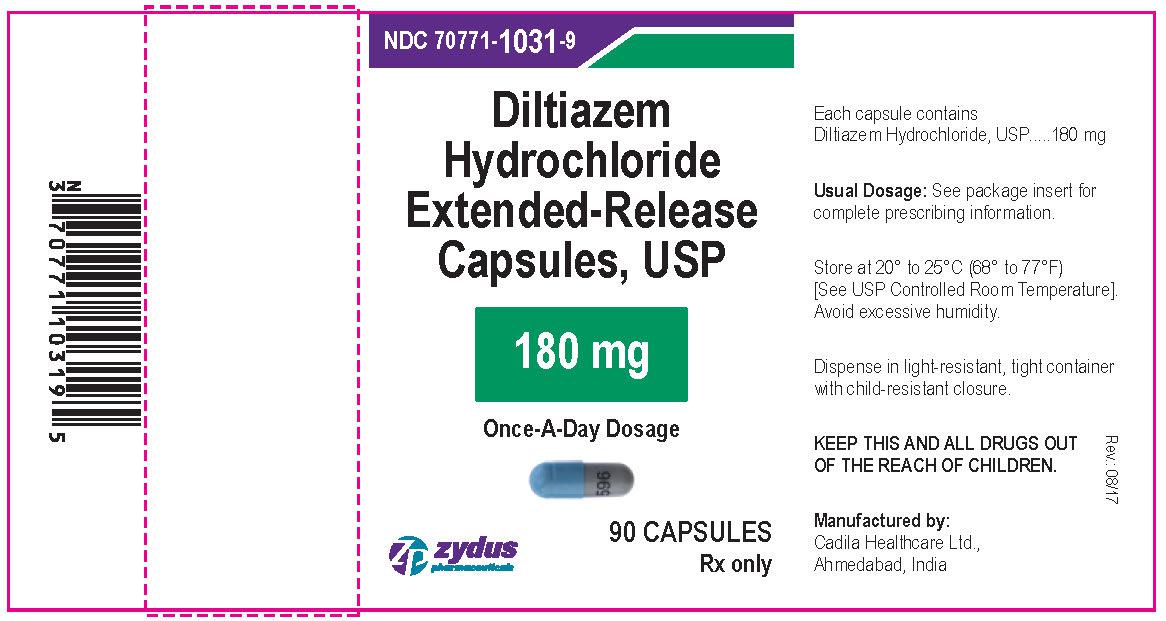 N
3 70771 10319 5
NDC 70771-1031-9
Diltiazem
Hydrochloride
Extended-Release
Capsules, USP
180 mg
Once-A-Day Dosage
596
zydus
pharmaceuticals
90 CAPSULES
Rx only
Each capsule contains
Diltiazem Hydrochloride, USP.....180 mg
Usual Dosage: See package insert for
complete prescribing information.
Store at 20° to 25°C (68° to 77°F)
[See USP Controlled Room Temperature].
Avoid excessive humidity.
Dispense in light-resistant, tight container
with child-resistant closure.
KEEP THIS AND ALL DRUGS OUT
OF THE REACH OF CHILDREN.
Manufactured by:
Cadila Healthcare Ltd.,
Ahmedabad, India
Rev.: 08/17